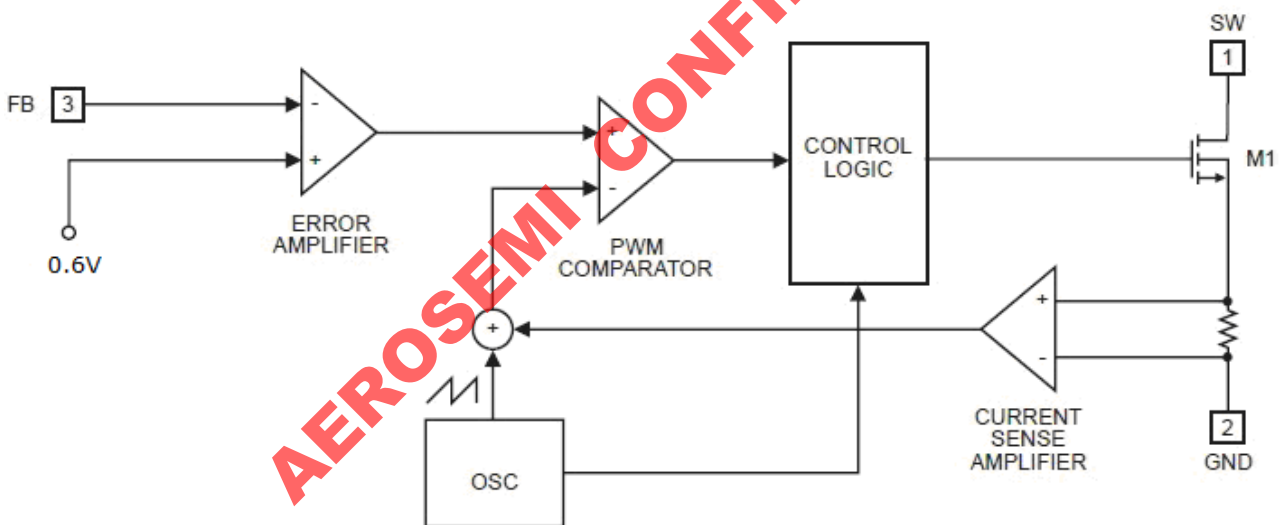 SW
1
FB 3
-
+
0.6V
ERROR
AMPLIFIER
+
-
PWM
COMPARATOR
CONTROL
LOGIC
M1
+
OSC
+
-
CURRENT
SENSE
AMPLIFIER
2
GND
AEROSEMI